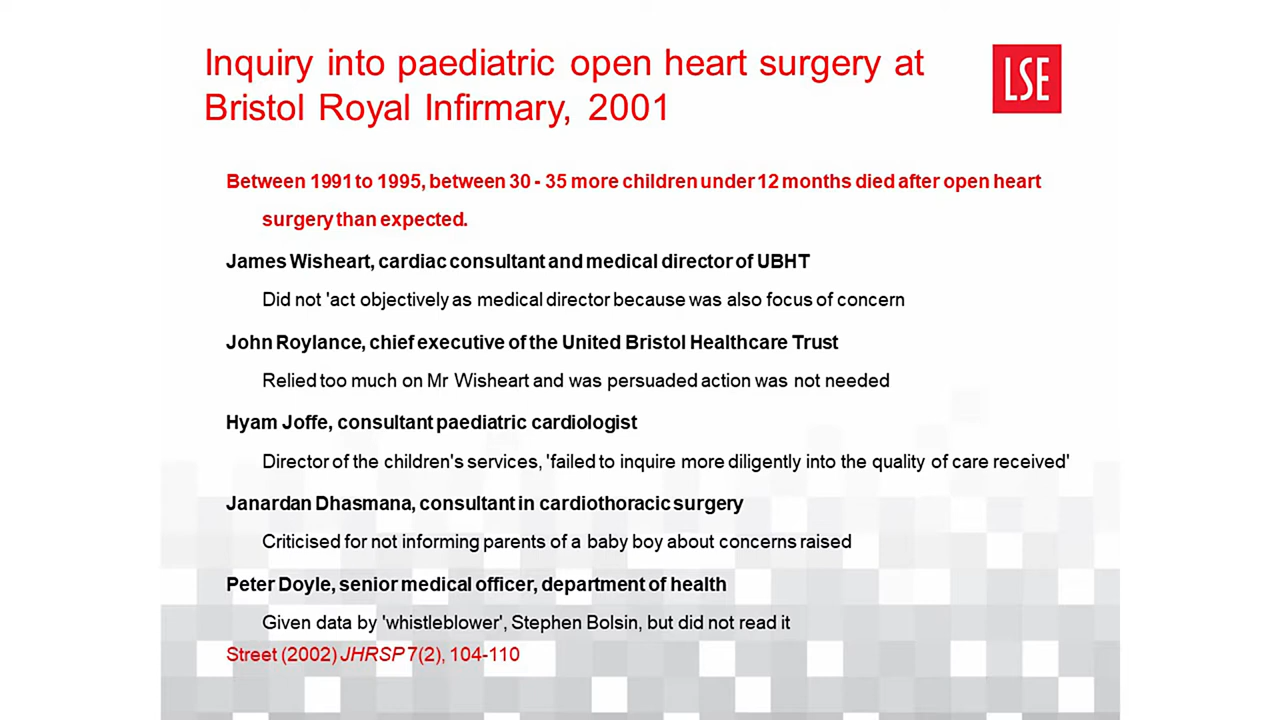 Inquiry into paediatric open heart surgery at
Bristol Royal Infirmary, 2001
LSE
Between 1991 to 1995, between 30 - 35 more children under 12 months died after open heart
surgery than expected.
James Wisheart, cardiac consultant and medical director of UBHT
Did not 'act objectively as medical director because was also focus of concern
John Roylance, chief executive of the United Bristol Healthcare Trust
Relied too much on Mr Wisheart and was persuaded action was not needed
Hyam Joffe, consultant paediatric cardiologist
Director of the children's services, 'failed to inquire more diligently into the quality of care received'
Janardan Dhasmana, consultant in cardiothoracic surgery
Criticised for not informing parents of a baby boy about concerns raised
Peter Doyle, senior medical officer, department of health
Given data by 'whistleblower', Stephen Bolsin, but did not read it
Street (2002) JHRSP 7(2), 104-110